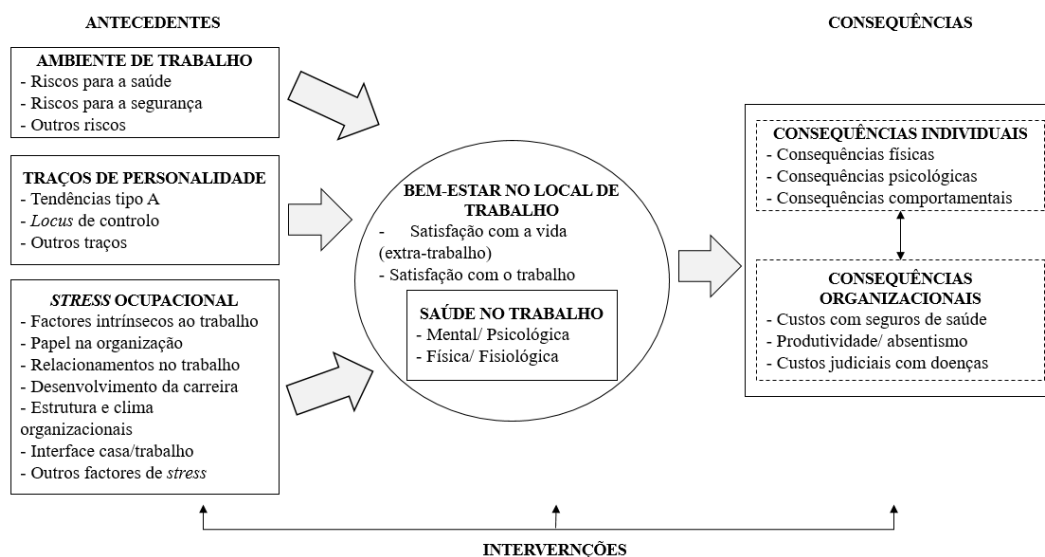 ANTECEDENTES
AMBIENTE DE TRABALHO
- Riscos para a saúde
- Riscos para a segurança
- Outros riscos
TRAÇOS DE PERSONALIDADE
- Tendências tipo A
- Locus de controlo
- Outros traços
STRESS OCUPACIONAL
- Factores intrínsecos ao trabalho
- Papel na organização
- Relacionamentos no trabalho
- Desenvolvimento da carreira
- Estrutura e clima
organizacionais
- Interface casa/trabalho
- Outros factores de stress
BEM-ESTAR NO LOCAL DE
TRABALHO
- Satisfação com a vida
(extra-trabalho)
- Satisfação com o trabalho
SAÚDE NO TRABALHO
- Mental/ Psicológica
- Física/ Fisiológica
CONSEQUÊNCIAS
CONSEQUÊNCIAS INDIVIDUAIS
- Consequências físicas
- Consequências psicológicas
- Consequências comportamentais
CONSEQUÊNCIAS
ORGANIZACIONAIS
- Custos com seguros de saúde
- Produtividade/ absentismo
- Custos judiciais com doenças
INTERVERNÇÕES